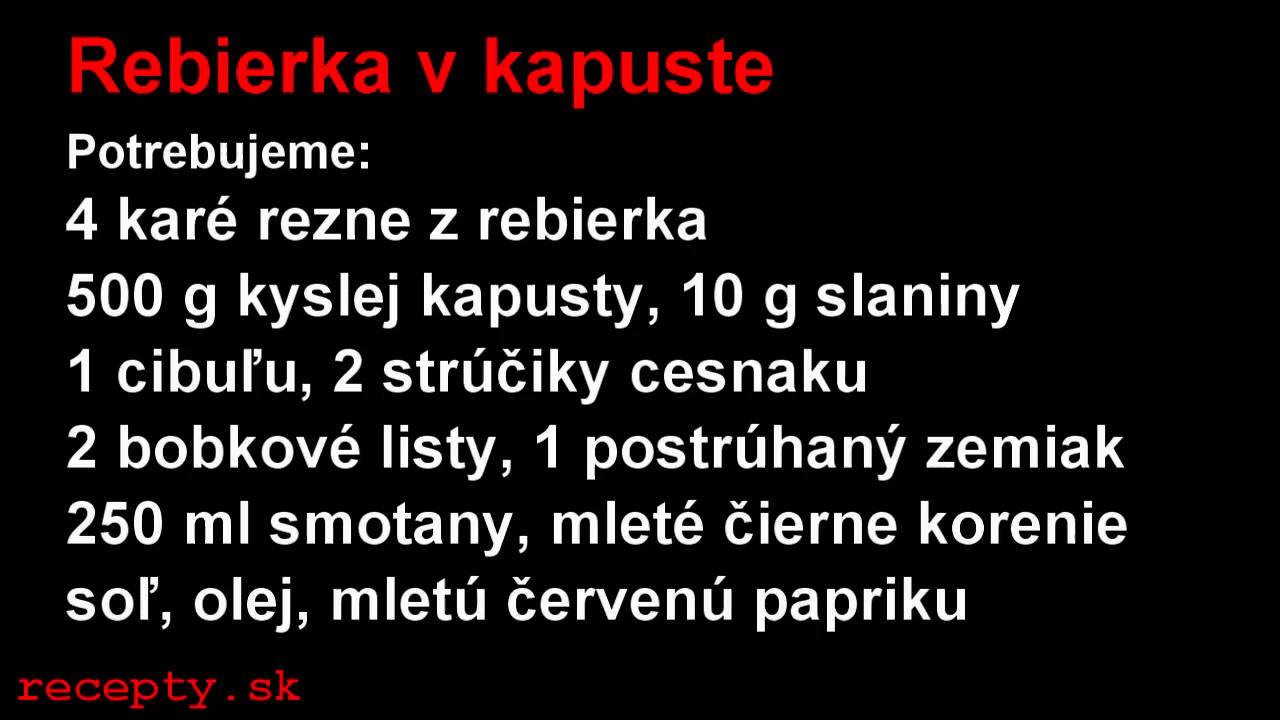 Rebierka v kapuste
Potrebujeme:
4 karé rezne z rebierka
500 g kyslej kapusty, 10 g slaniny
1 cibuľu, 2 strúčiky cesnaku
2 bobkové listy, 1 postrúhaný zemiak
250 ml smotany, mleté čierne korenie
soľ, olej, mletú červenú papriku
recepty.sk